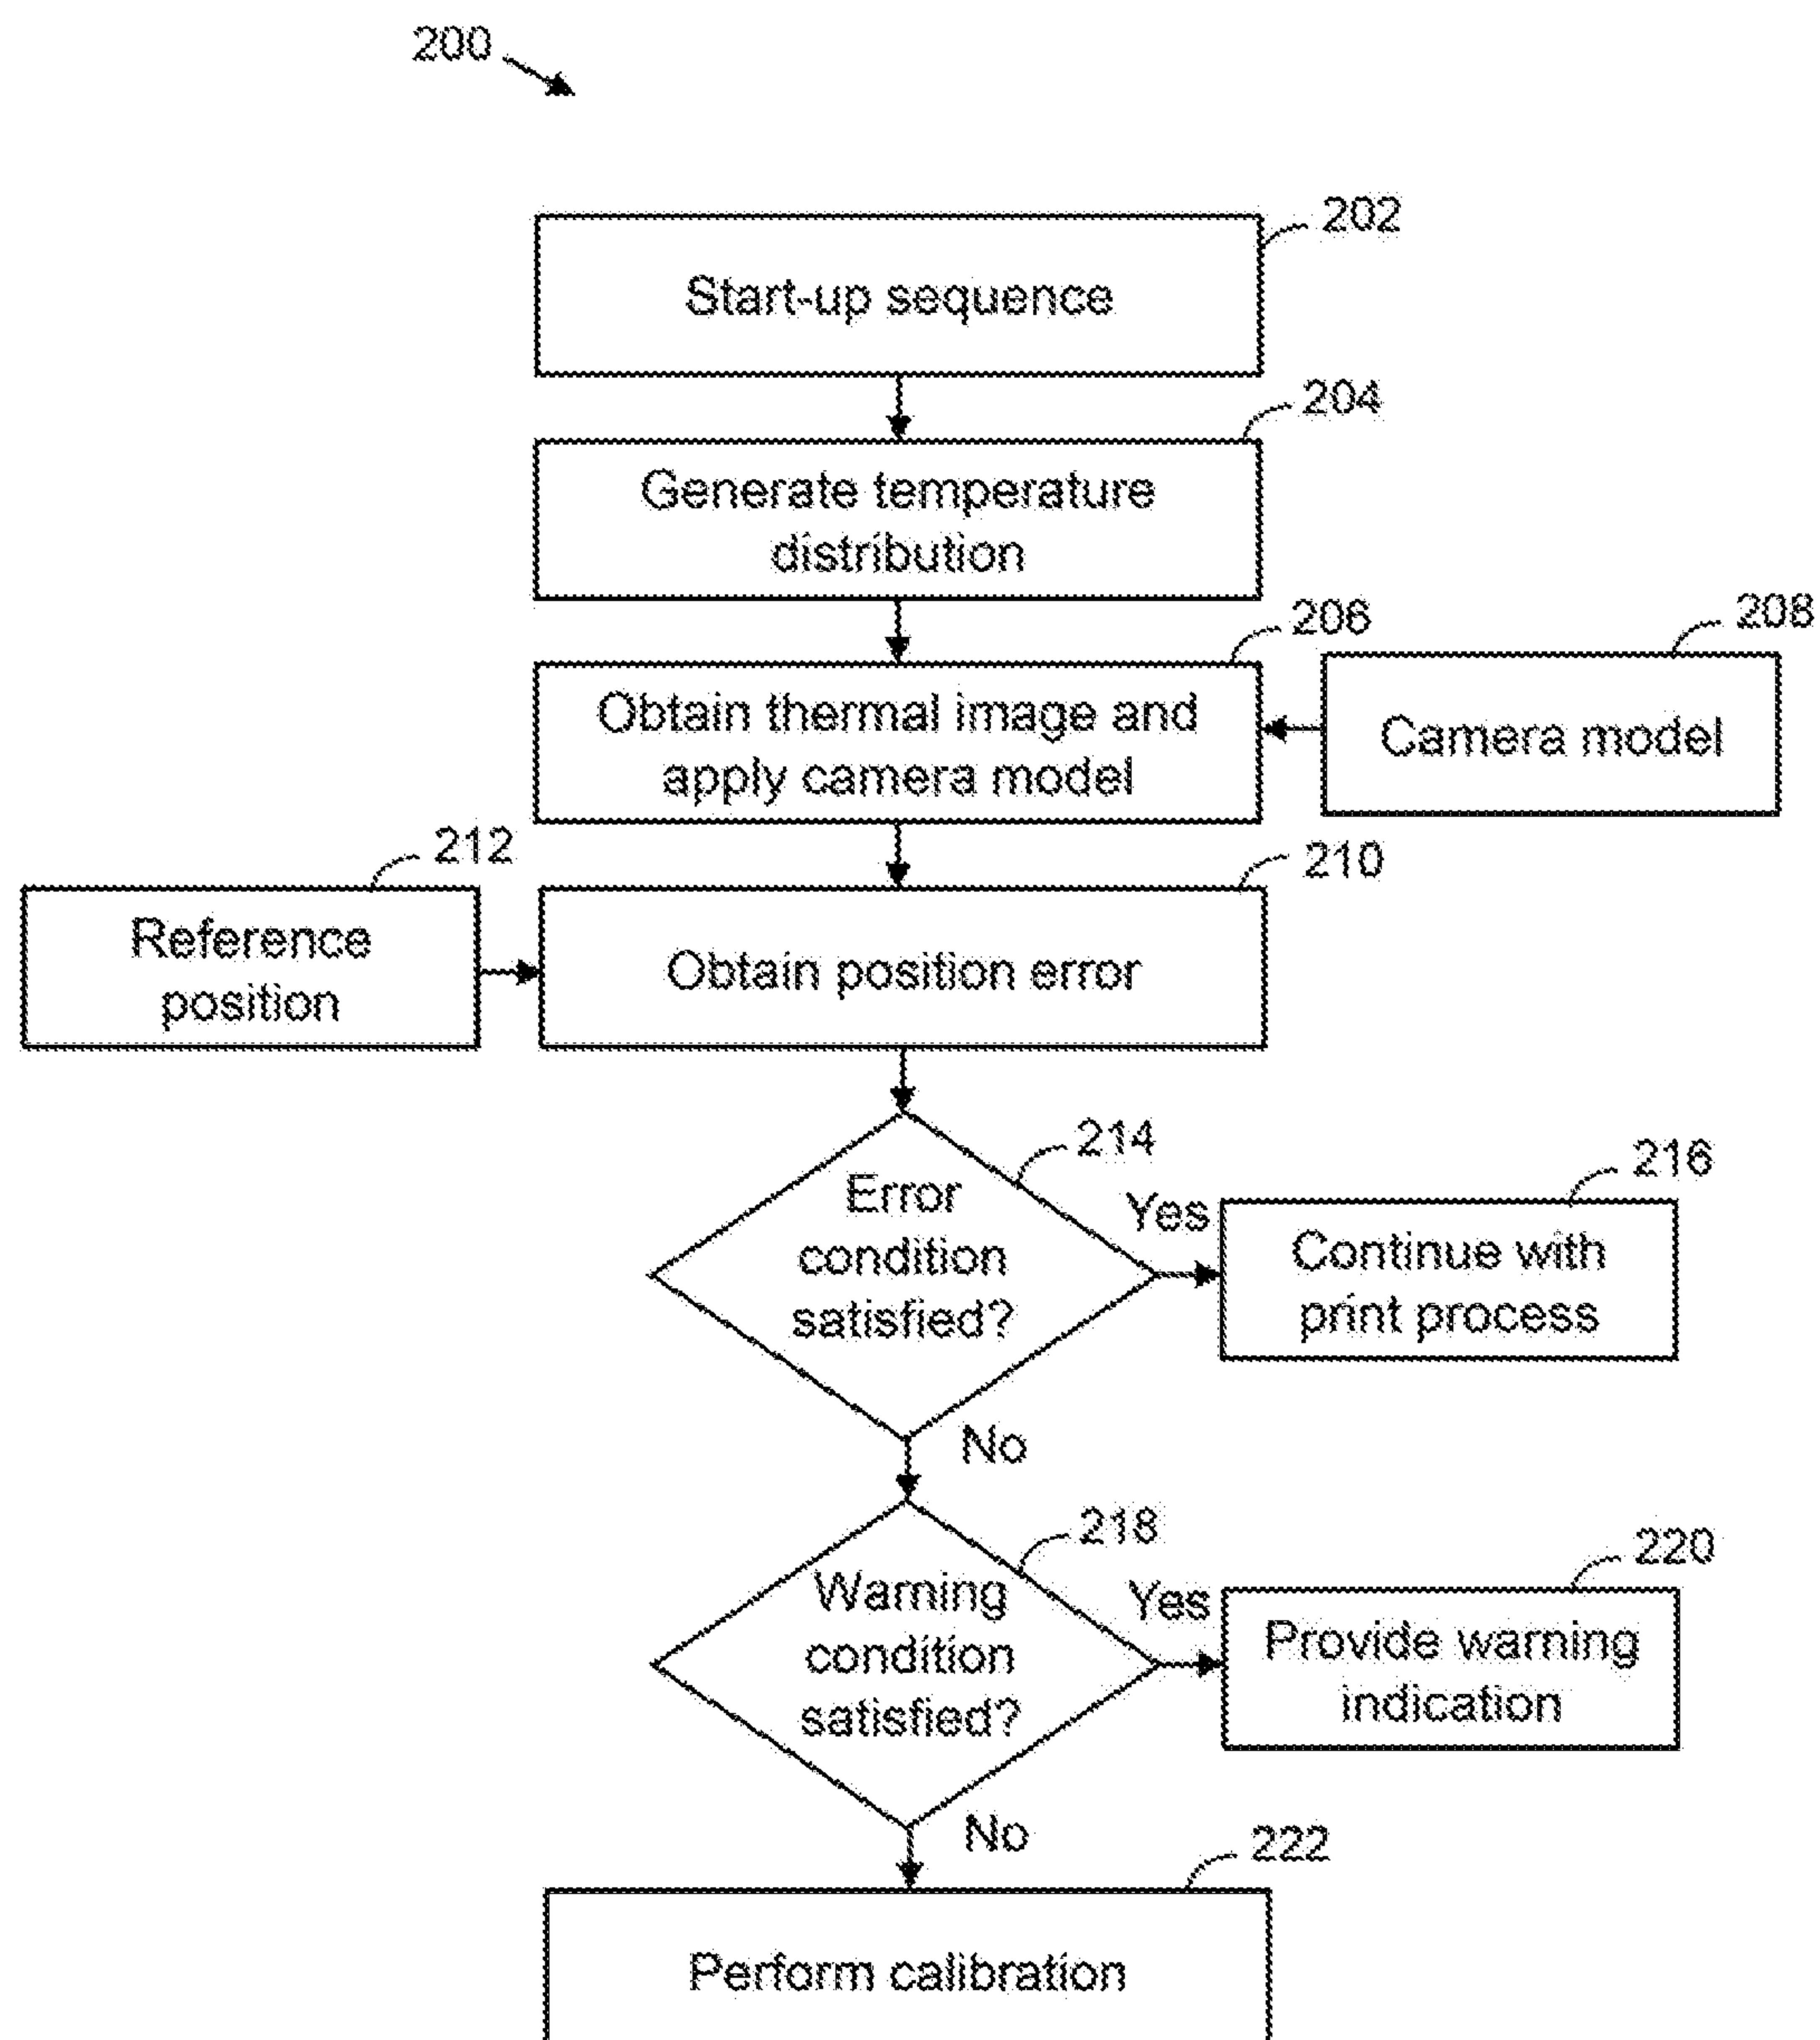 200
202
Start-up sequence
204
Generate temperature
distribution
206
208
Obtain thermal image and
apply camera model
Camera model
212
210
Reference
position
Obtain position error
214
216
Error
condition
satisfied?
Yes
Continue with
print process
No
218
220
Warning
condition
satisfied?
Yes
Provide warning
indication
No
222
Perform calibration